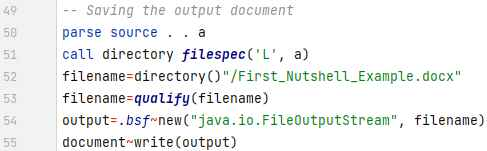 49 -- Saving the output document
50 parse source . . a
51 call directory filespec('L', a)
52 filename=directory()"/First_Nutshell_Example.docx"
53 filename=qualify(filename)
54 output=.bsf~new("java.io.FileOutputStream", filename)
55 document~write(output)